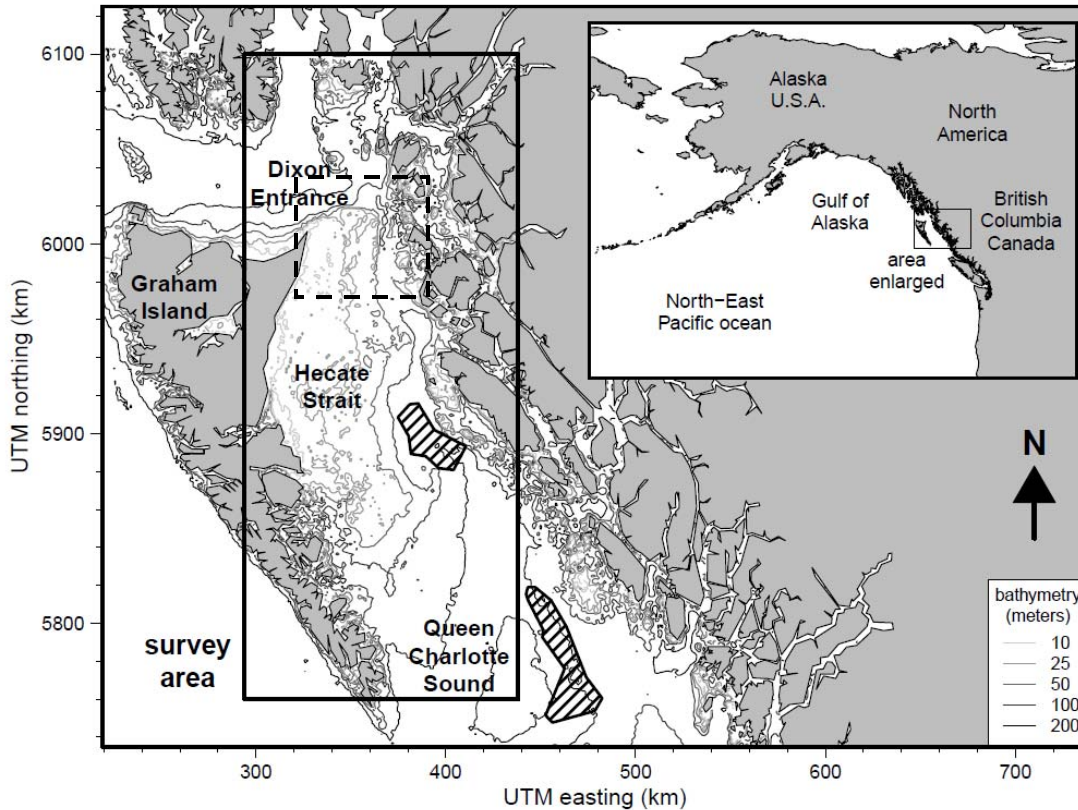 6100
6000
5900
5800
UTM northing (km)
300
400
500
600
700
UTM easting (km)
Dixon
Entrance
Graham
Island
Hecate
Strait
survey
area
Queen
Charlotte
Sound
Alaska
U.S.A.
North
America
Gulf of
Alaska
British
Columbia
Canada
area
enlarged
North−East
Pacific ocean
N
bathymetry
(meters)
10
25
50
100
200